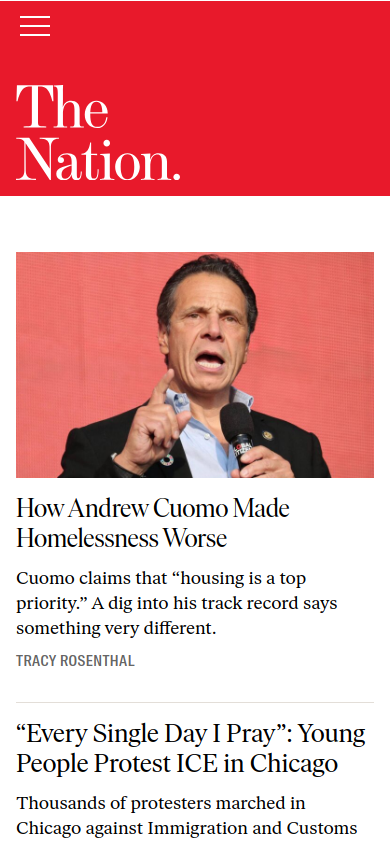 The
Nation.
How Andrew Cuomo Made
Homelessness Worse
Cuomo claims that “housing is a top
priority.” A dig into his track record says
something very different.
TRACY ROSENTHAL
“Every Single Day I Pray”: Young
People Protest ICE in Chicago
Thousands of protesters marched in
Chicago against Immigration and Customs